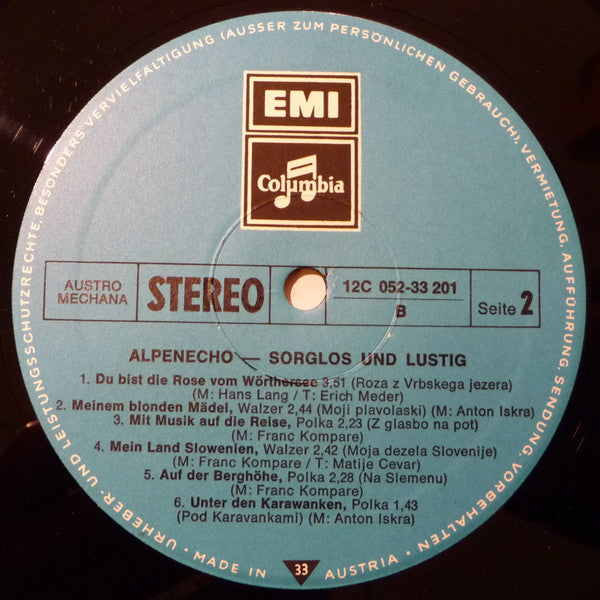 URHEBER- UND LEISTUNGSSCHUTZRECHTE, BESONDERS VERVIELFALTIGUNG (AUSSER ZUM PERSÖNLICHEN GEBRAUCH), VERMIETUNG, AUFFÜHRUNG, SENDUNG, VORBEHALTEN •
EMI
Columbia
AUSTRO
MECHANA
STEREO
12C 052-33 201
B
Seite 2
ALPENECHO — SORGLOS UND LUSTIG
1. Du bist die Rose vom Wörthersee 3,51 (Roza z Vrbskega jezera)
(M: Hans Lang / T: Erich Meder)
2. Meinem blonden Mädel, Walzer 2,44 (Moji plavolaski) (M: Anton Iskra)
3. Mit Musik auf die Reise, Polka 2,23 (Z glasbo na pot)
(M: Franc Kompare)
4. Mein Land Slowenien, Walzer 2,42 (Moja dezela Slovenije)
(M: Franc Kompare / T: Matije Cevar)
5. Auf der Berghöhe, Polka 2,28 (Na Slemenu)
(M: Franc Kompare)
6. Unter den Karawanken, Polka 1,43
(Pod Karavankami) (M: Anton Iskra)
• MADE IN 33 AUSTRIA •